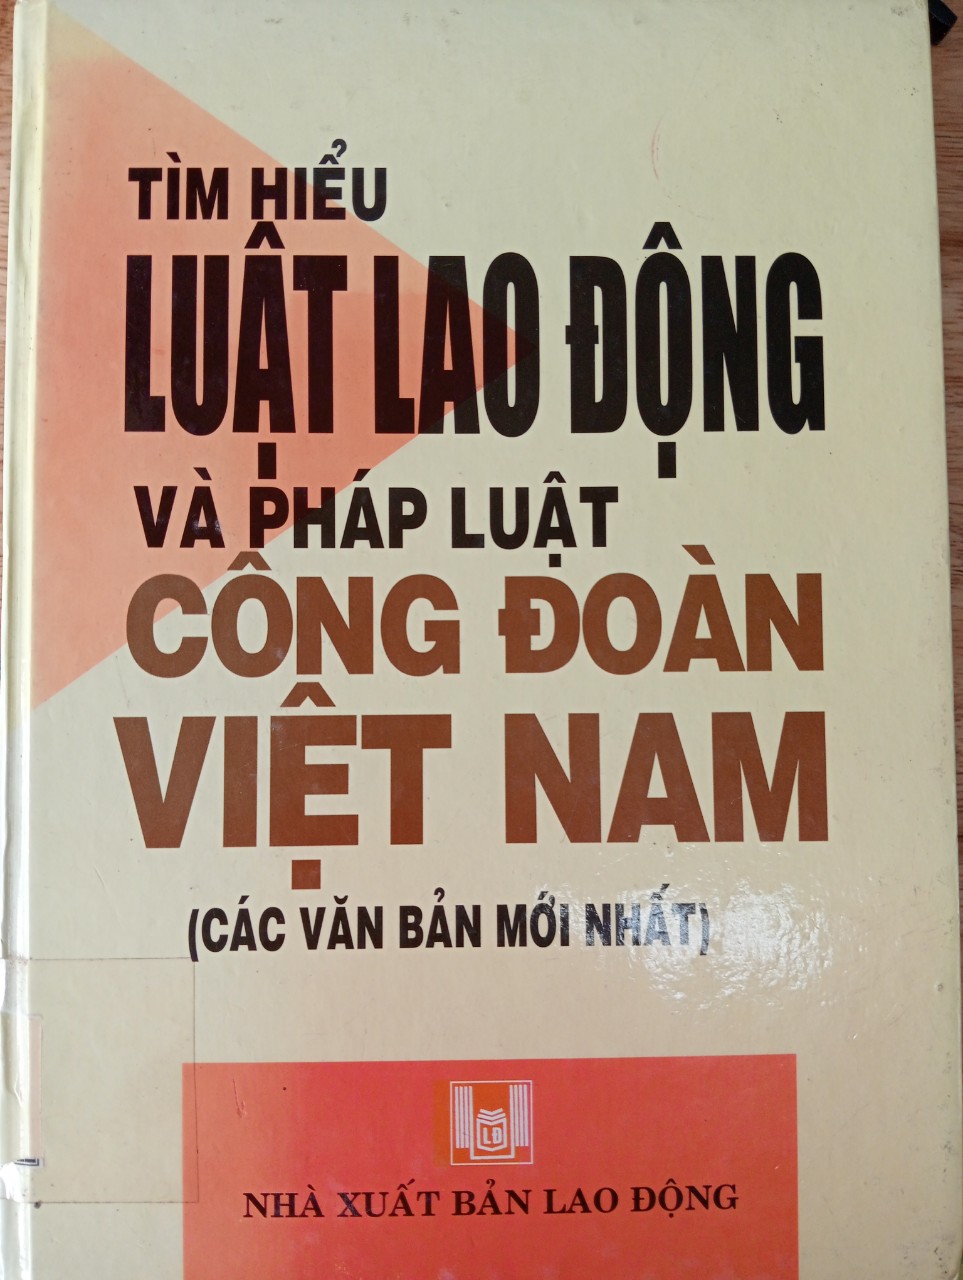 TÌM HIỂU
LUẬT LAO ĐỘNG
VÀ PHÁP LUẬT
CÔNG ĐOÀN
VIỆT NAM
(CÁC VĂN BẢN MỚI NHẤT)
LĐ
NHÀ XUẤT BẢN LAO ĐỘNG